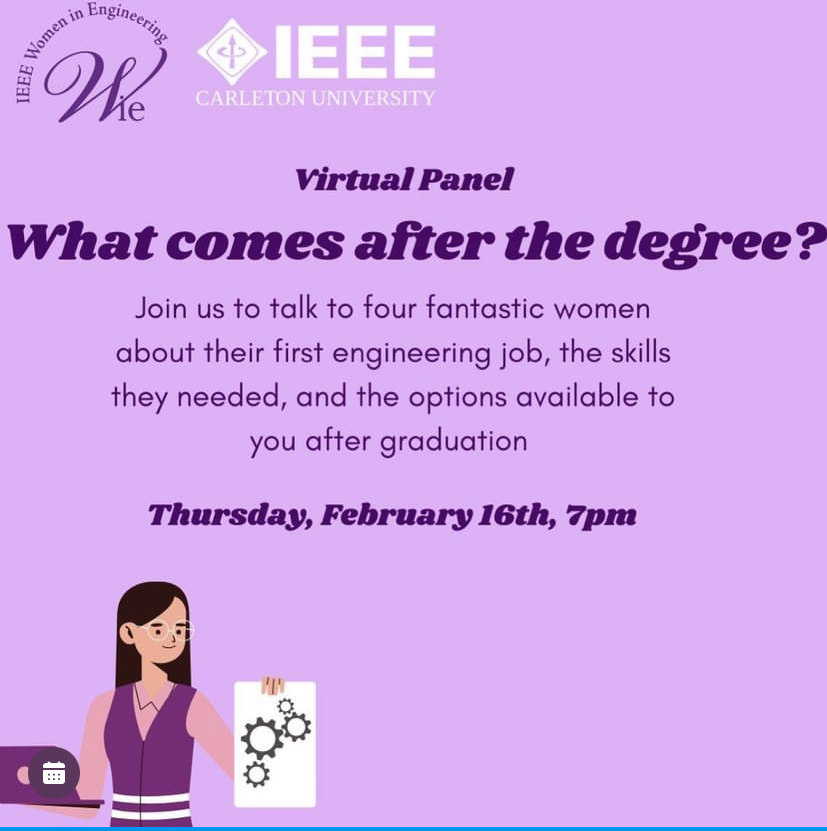 IEEE Women in Engineering
Wie
IEEE
CARLETON UNIVERSITY
Virtual Panel
What comes after the degree?
Join us to talk to four fantastic women
about their first engineering job, the skills
they needed, and the options available to
you after graduation
Thursday, February 16th, 7pm